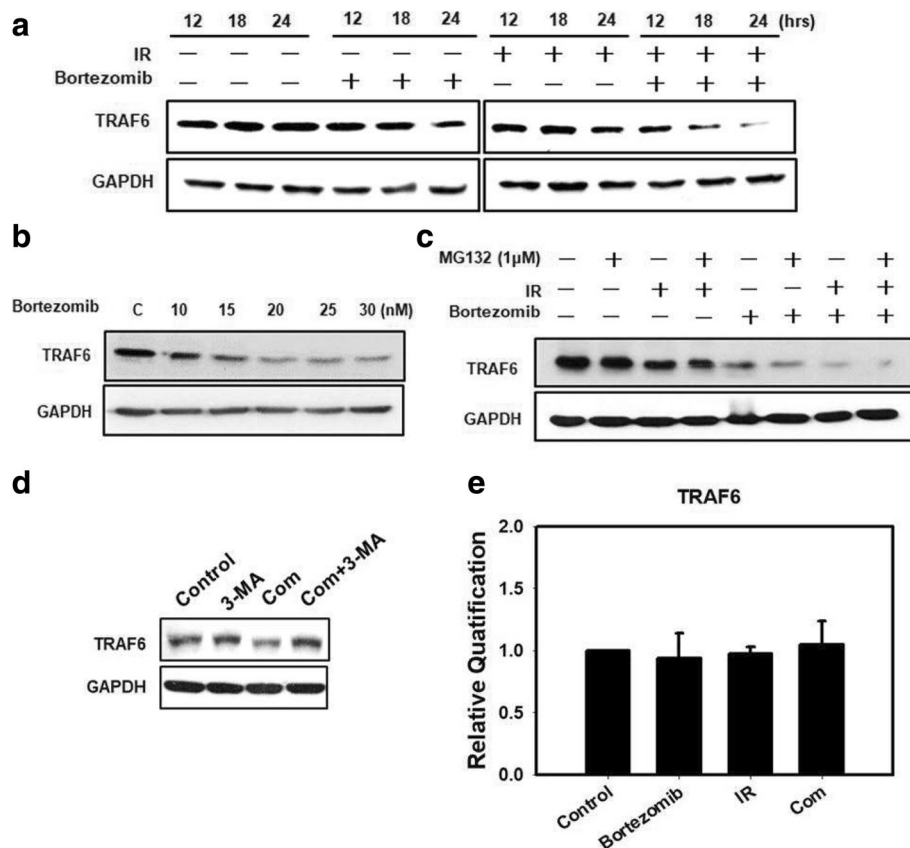 a
12 18 24 12 18 24 12 18 24 12 18 24 (hrs)
IR — — — — — — + + + + + +
Bortezomib — — — + + + — — — + + +
TRAF6
GAPDH
b
Bortezomib C 10 15 20 25 30 (nM)
TRAF6
GAPDH
c
MG132 (1µM) — + — + — + — +
IR — — + + — — + +
Bortezomib — — — — + + + +
TRAF6
GAPDH
d
Control 3-MA Com Com+3-MA
TRAF6
GAPDH
e
TRAF6
Relative Quatification
2.0
1.5
1.0
0.5
0.0
Control Bortezomib IR Com